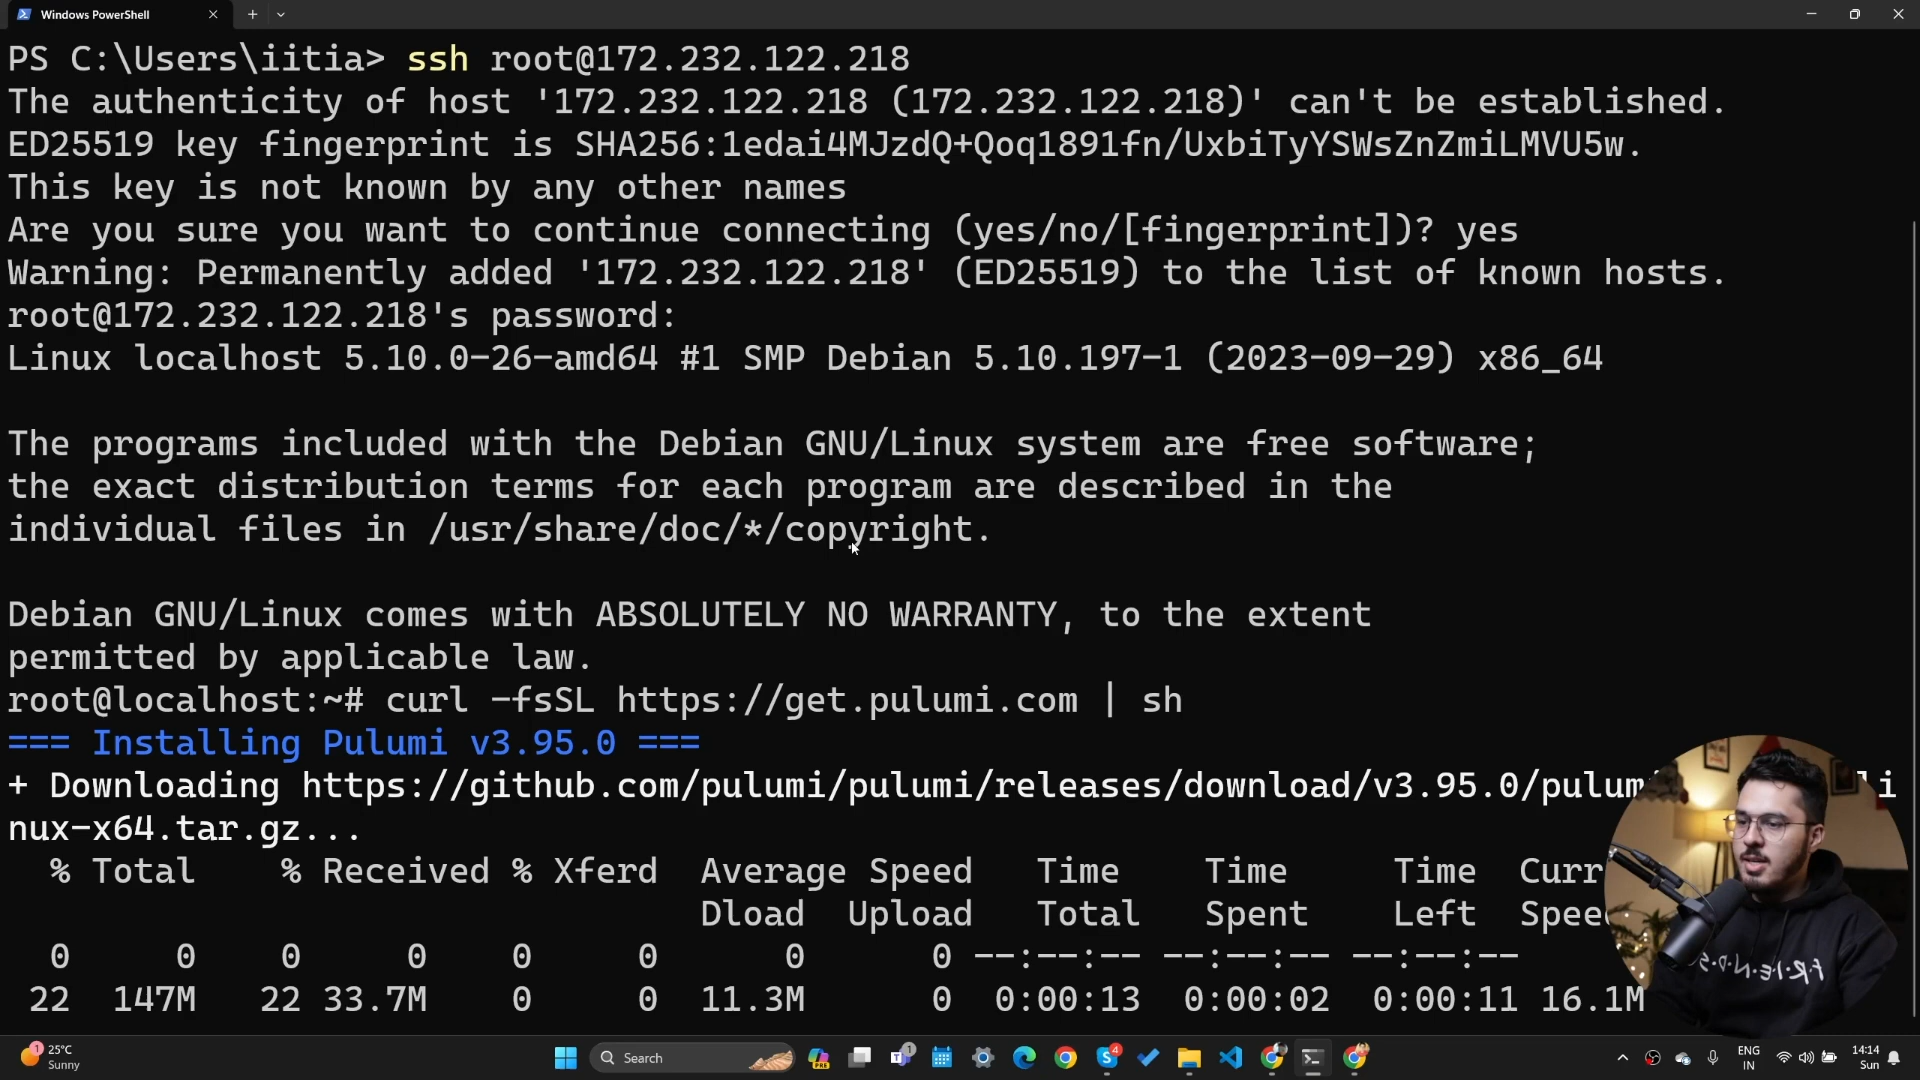 Windows PowerShell
PS C:\Users\iitia> ssh root@172.232.122.218
The authenticity of host '172.232.122.218 (172.232.122.218)' can't be established.
ED25519 key fingerprint is SHA256:1edai4MJzdQ+Qoq1891fn/UxbiTyYSWsZnZmiLMVU5w.
This key is not known by any other names
Are you sure you want to continue connecting (yes/no/[fingerprint])? yes
Warning: Permanently added '172.232.122.218' (ED25519) to the list of known hosts.
root@172.232.122.218's password:
Linux localhost 5.10.0-26-amd64 #1 SMP Debian 5.10.197-1 (2023-09-29) x86_64
The programs included with the Debian GNU/Linux system are free software;
the exact distribution terms for each program are described in the
individual files in /usr/share/doc/*/copyright.
Debian GNU/Linux comes with ABSOLUTELY NO WARRANTY, to the extent
permitted by applicable law.
root@localhost:~# curl -fsSL https://get.pulumi.com | sh
=== Installing Pulumi v3.95.0 ===
+ Downloading https://github.com/pulumi/pulumi/releases/download/v3.95.0/pulum li
nux-x64.tar.gz...
% Total % Received % Xferd Average Speed Time Time Time Curr
Dload Upload Total Spent Left Spee
0 0 0 0 0 0 0 0 --:--:-- --:--:-- --:--:--
22 147M 22 33.7M 0 0 11.3M 0 0:00:13 0:00:02 0:00:11 16.1M
F·R·I·E·N·D·S
1
25°C
Sunny
Search
PRE
1
4
ENG
IN
14:14
Sun